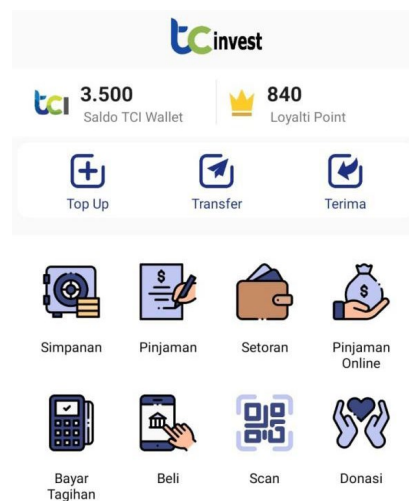 tcinvest
tcI 3.500 840
Saldo TCI Wallet Loyalti Point
Top Up Transfer Terima
Simpanan Pinjaman Setoran Pinjaman
Online
Bayar Beli Scan Donasi
Tagihan